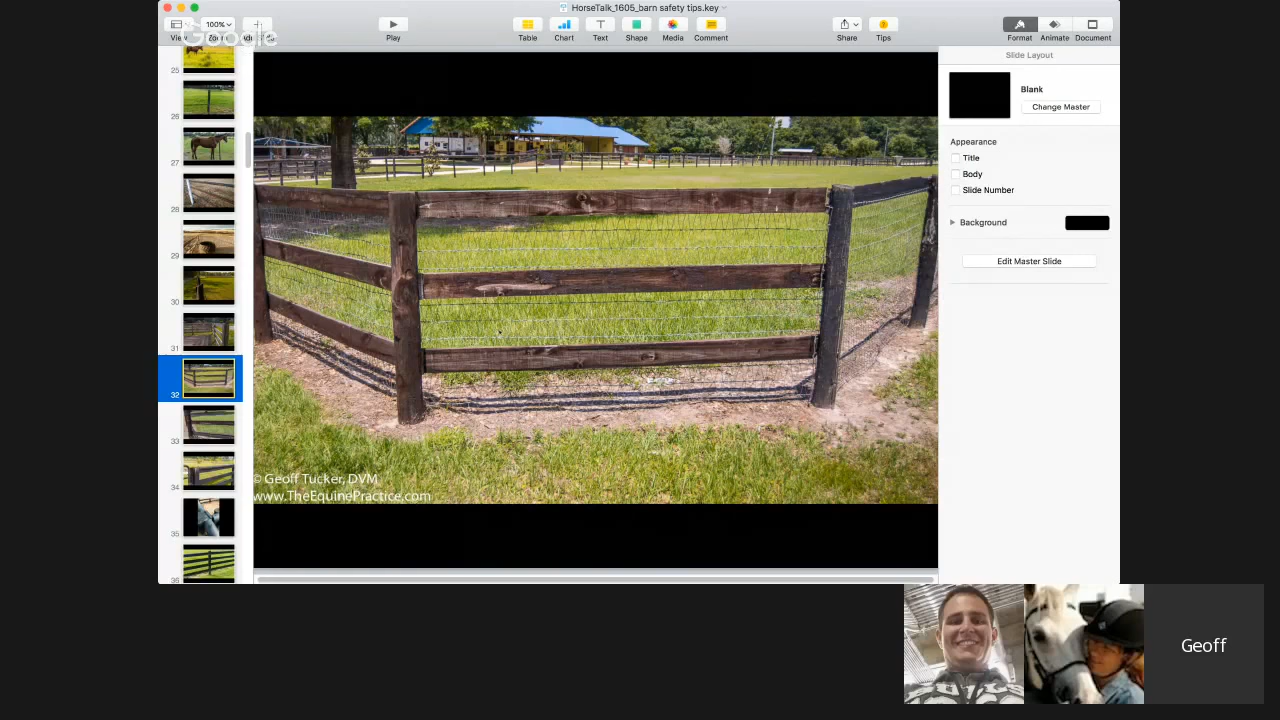 HorseTalk_1605_barn safety tips.key
100%
View
Zoom
Google
Play
Table
Chart
Text
Shape
Media
Comment
Share
Tips
Format
Animate
Document
25
26
27
28
29
30
31
32
33
34
35
36
Slide Layout
Blank
Change Master
Appearance
Title
Body
Slide Number
Background
Edit Master Slide
© Geoff Tucker, DVM
www.TheEquinePractice.com
Geoff